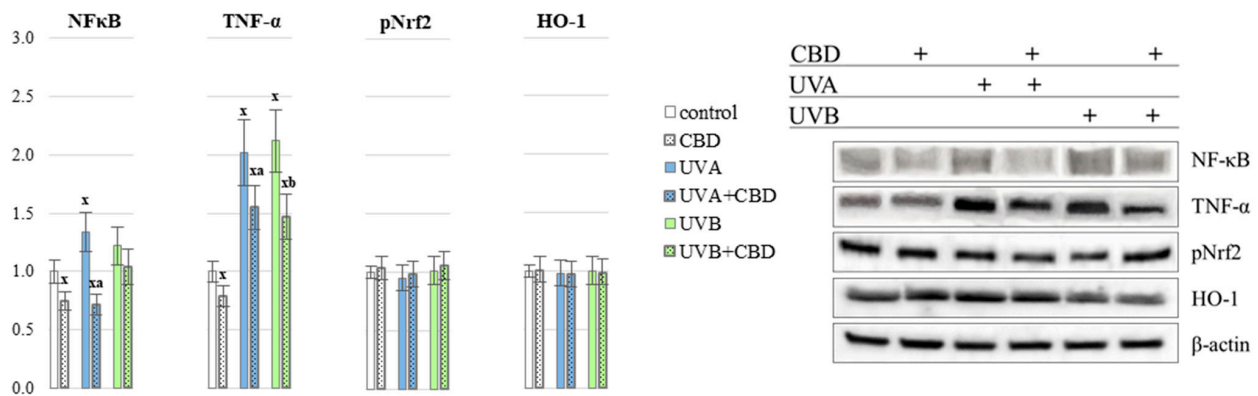 NFκB TNF-α pNrf2 HO-1
3.0
2.5
2.0
1.5
1.0
0.5
0.0
x x xa
x x xa x xb
control
CBD
UVA
UVA+CBD
UVB
UVB+CBD
CBD + + +
UVA + +
UVB + +
NF-κB
TNF-α
pNrf2
HO-1
β-actin